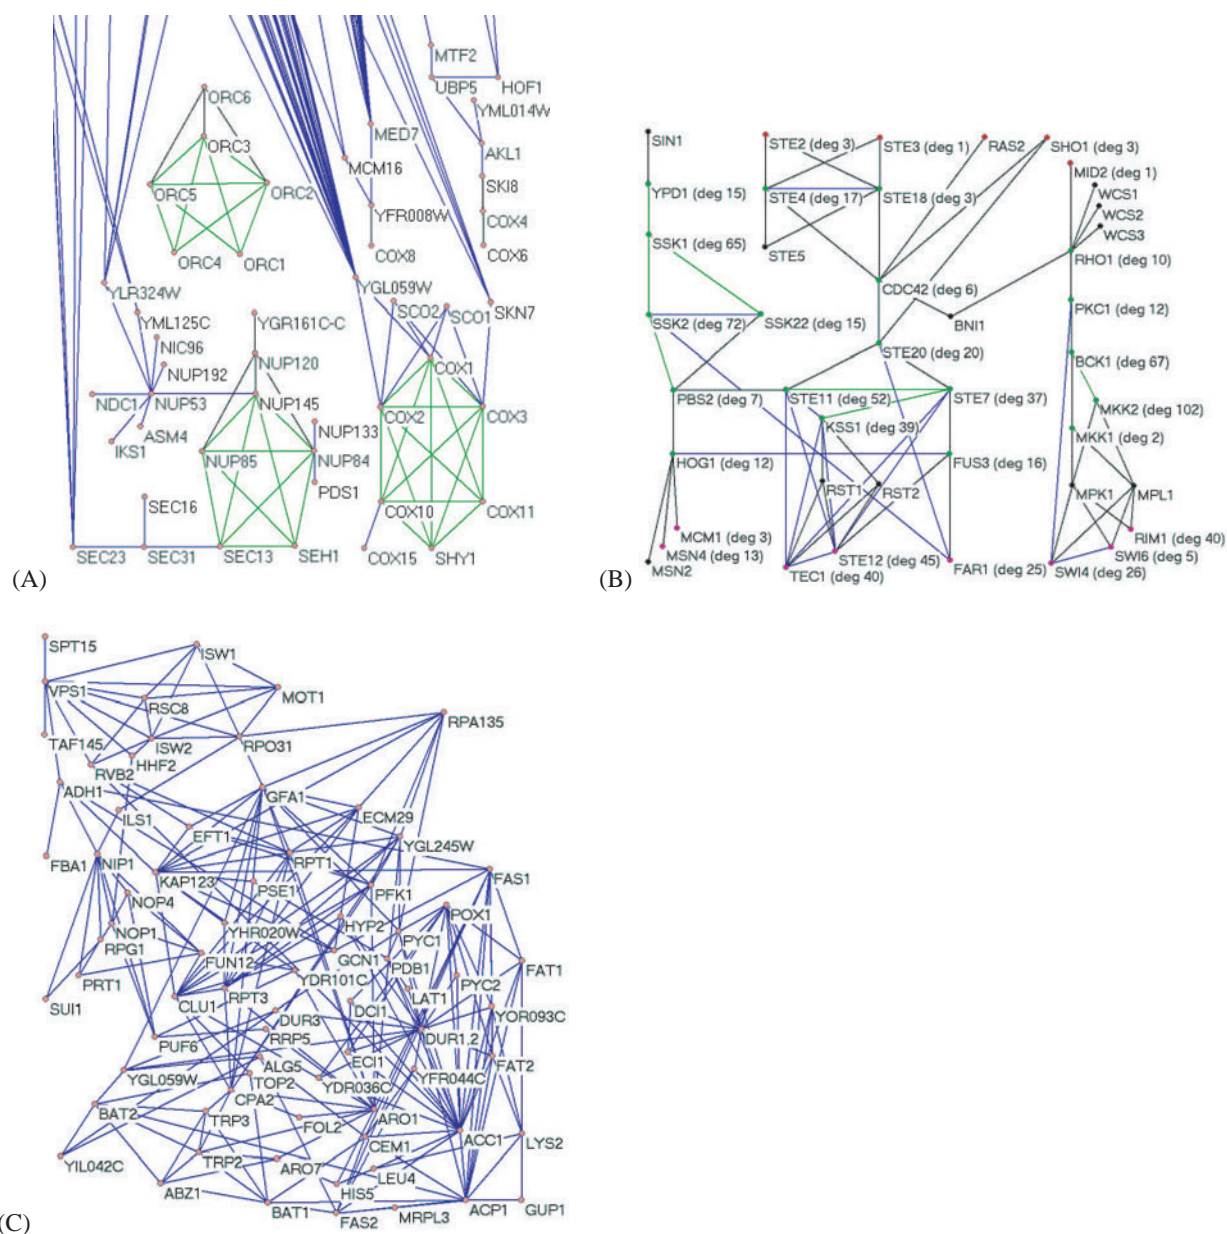 MTF2
UBP5
HOF1
ORC6
YML014W
MED7
ORC3
AKL1
MCM16
ORC5
ORC2
SKI8
YFR008W
COX4
ORC4
ORC1
COX8
COX6
YLR324W
YGL059W
SCO2
SCO1
SKN7
YML125C
YGR161C-C
NIC96
NUP120
COX1
NUP192
NDC1
NUP53
NUP145
COX2
COX3
ASM4
NUP133
IKS1
NUP85
NUP84
PDS1
SEC16
COX10
COX11
SEC23
SEC31
SEC13
SEH1
COX15
SHY1
(A)
SIN1
STE2 (deg 3)
STE3 (deg 1)
RAS2
SHO1 (deg 3)
MID2 (deg 1)
YPD1 (deg 15)
STE4 (deg 17)
STE18 (deg 3)
WCS1
WCS2
WCS3
SSK1 (deg 65)
STE5
RHO1 (deg 10)
CDC42 (deg 6)
SSK2 (deg 72)
SSK22 (deg 15)
BNI1
PKC1 (deg 12)
STE20 (deg 20)
BCK1 (deg 67)
PBS2 (deg 7)
STE11 (deg 52)
STE7 (deg 37)
MKK2 (deg 102)
KSS1 (deg 39)
MKK1 (deg 2)
HOG1 (deg 12)
FUS3 (deg 16)
RST1
RST2
MPK1
MPL1
MCM1 (deg 3)
RIM1 (deg 40)
MSN4 (deg 13)
STE12 (deg 45)
SWI6 (deg 5)
MSN2
TEC1 (deg 40)
FAR1 (deg 25)
SWI4 (deg 26)
(B)
SPT15
ISW1
VPS1
MOT1
RSC8
RPA135
TAF145
ISW2
RPO31
HHF2
RVB2
ADH1
GFA1
ILS1
ECM29
EFT1
YGL245W
FBA1
NIP1
RPT1
KAP123
PSE1
PFK1
FAS1
NOP4
POX1
NOP1
YHR020W
HYP2
PYC1
RPG1
FUN12
GCN1
PDB1
FAT1
PRT1
YDR101C
PYC2
SUI1
CLU1
RPT3
LAT1
DCI1
YOR093C
DUR3
PUF6
RRP5
DUR1,2
ECI1
FAT2
YGL059W
ALG5
YDR036C
YFR044C
TOP2
CPA2
BAT2
TRP3
FOL2
ARO1
CEM1
ACC1
LYS2
YIL042C
TRP2
ARO7
LEU4
ABZ1
HIS5
BAT1
FAS2
MRPL3
ACP1
GUP1
(C)